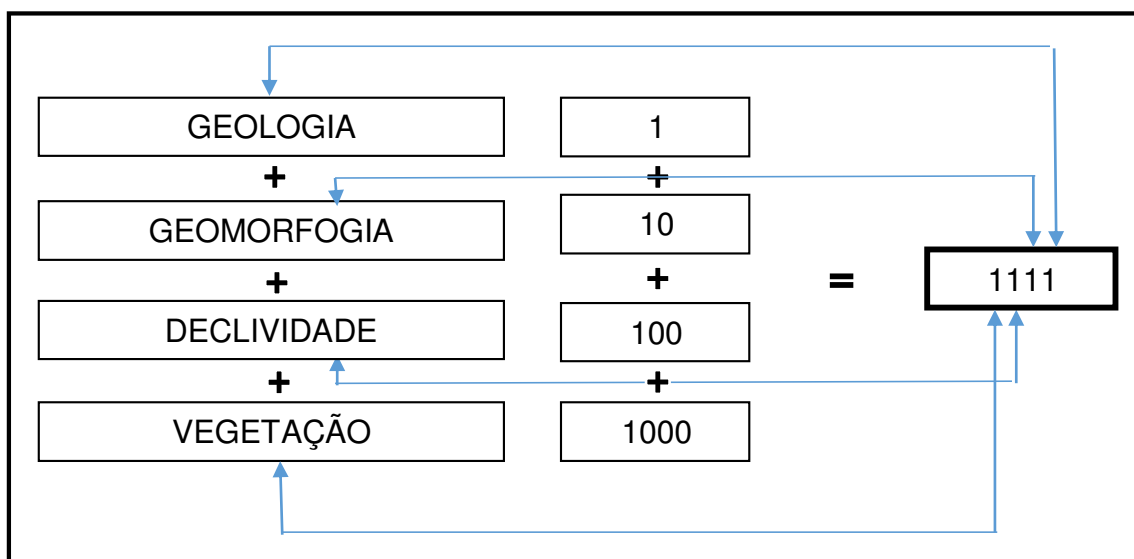 GEOLOGIA 1
+ +
GEOMORFOGIA 10
+ + = 1111
DECLIVIDADE 100
+ +
VEGETAÇÃO 1000